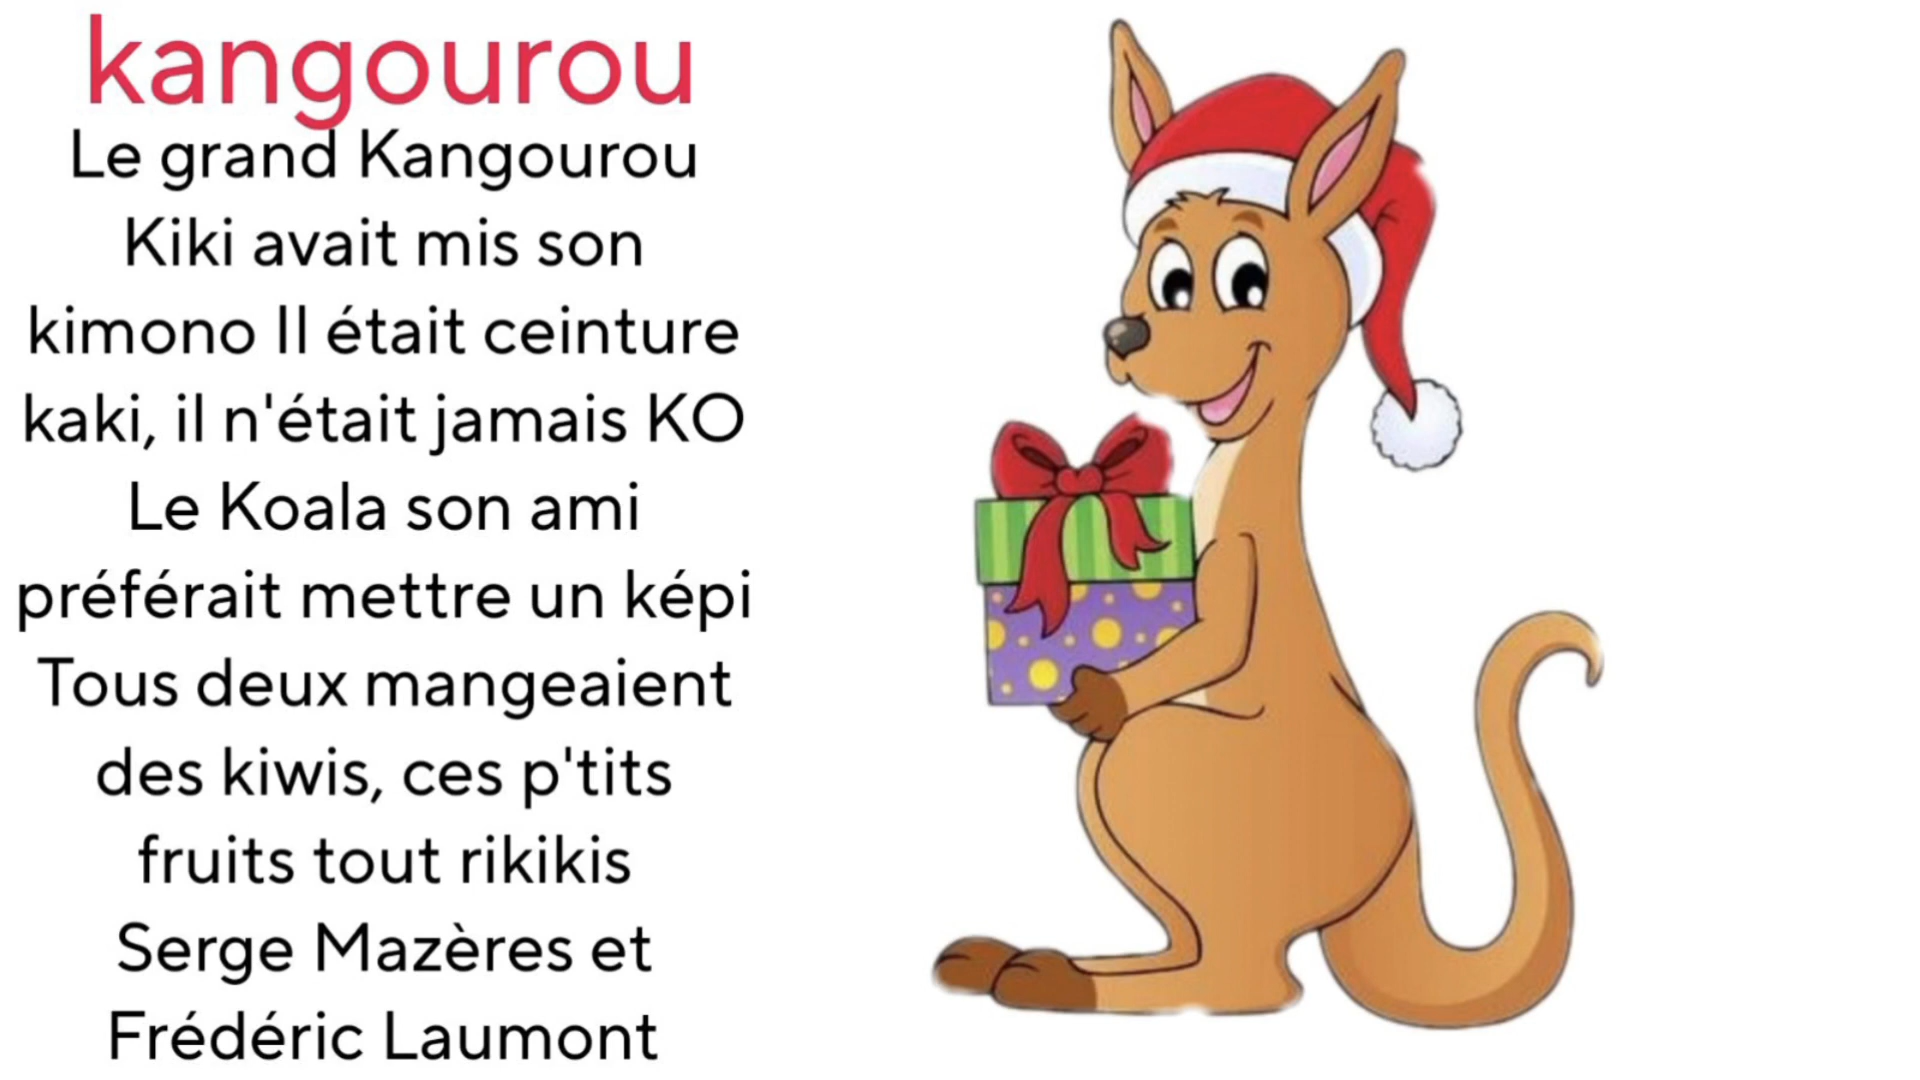 kangourou
Le grand Kangourou
Kiki avait mis son
kimono Il était ceinture
kaki, il n'était jamais KO
Le Koala son ami
préférait mettre un képi
Tous deux mangeaient
des kiwis, ces p'tits
fruits tout rikikis
Serge Mazères et
Frédéric Laumont